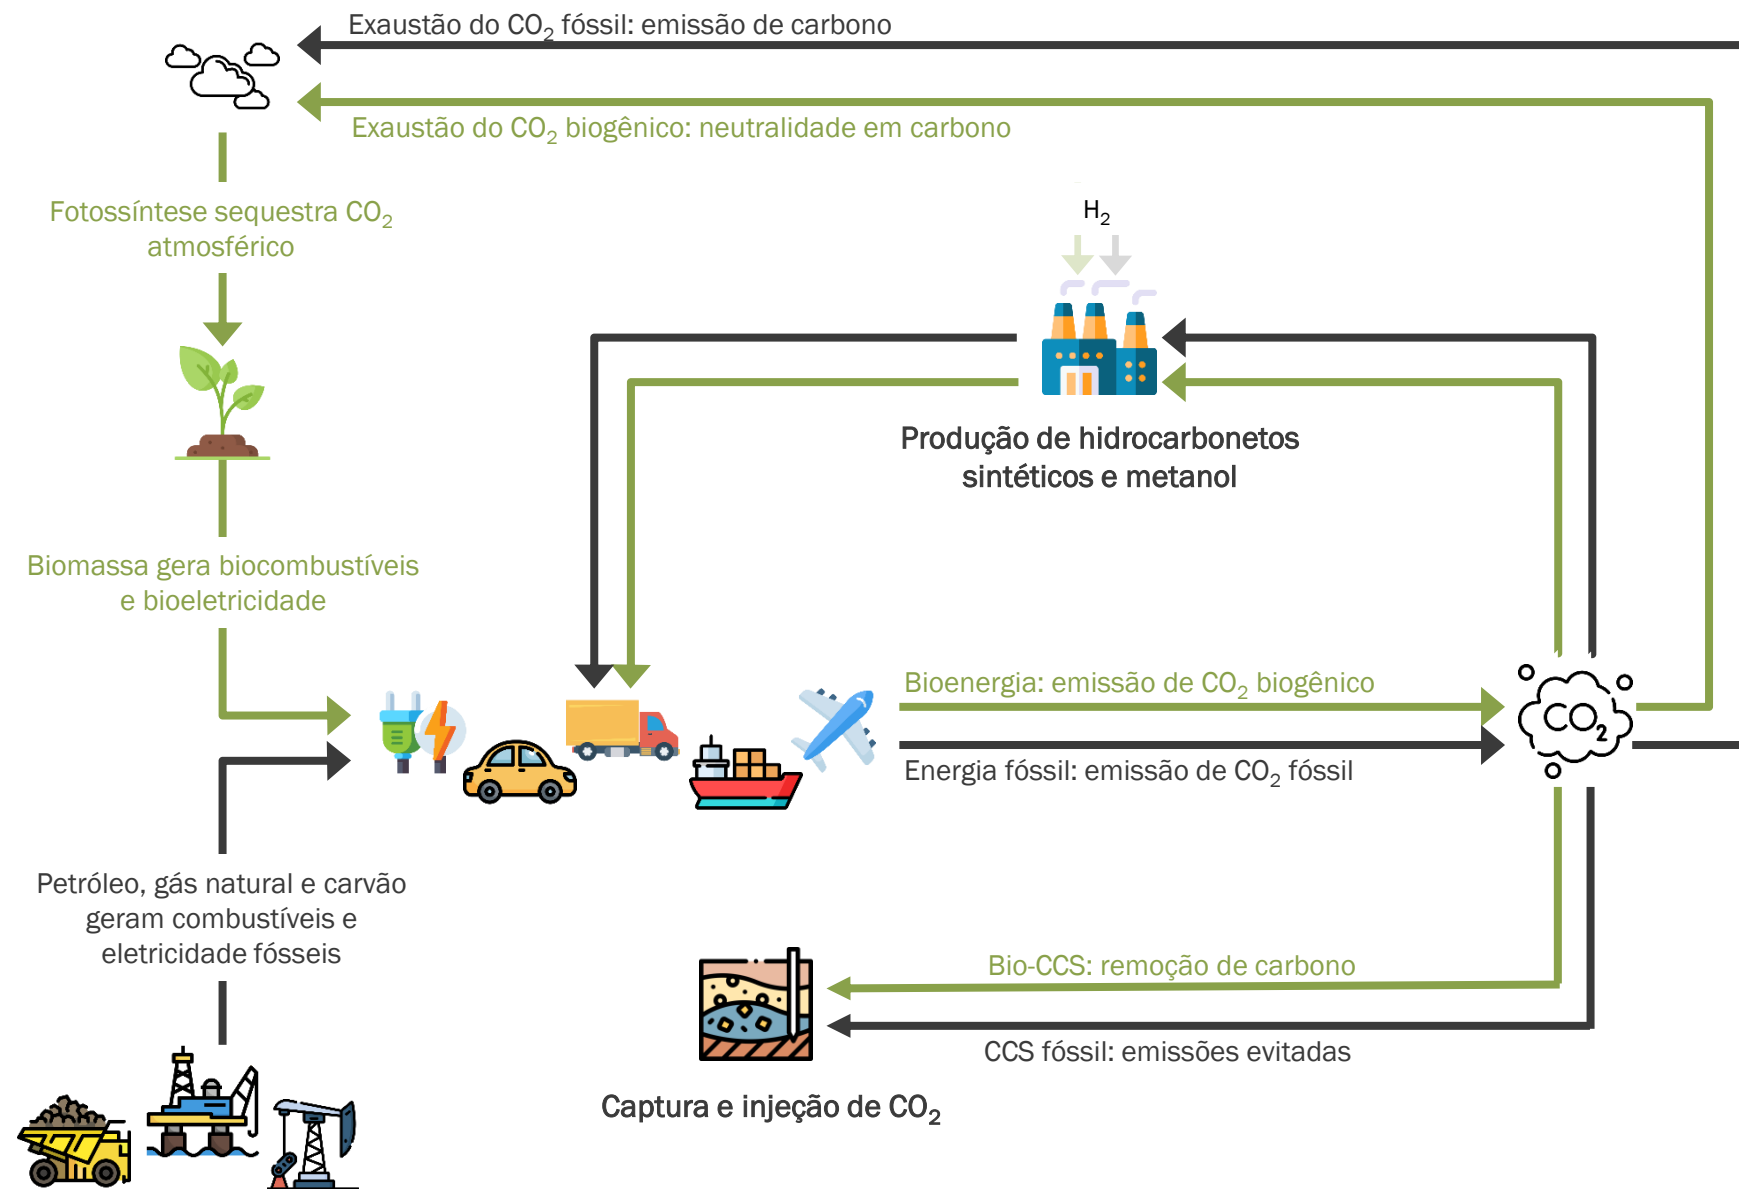 Exaustão do CO₂ fóssil: emissão de carbono
Exaustão do CO₂ biogênico: neutralidade em carbono
Fotossíntese sequestra CO₂
atmosférico
H₂
Produção de hidrocarbonetos
sintéticos e metanol
Biomassa gera biocombustíveis
e bioeletricidade
Bioenergia: emissão de CO₂ biogênico
CO₂
Energia fóssil: emissão de CO₂ fóssil
Petróleo, gás natural e carvão
geram combustíveis e
eletricidade fósseis
Bio-CCS: remoção de carbono
CCS fóssil: emissões evitadas
Captura e injeção de CO₂